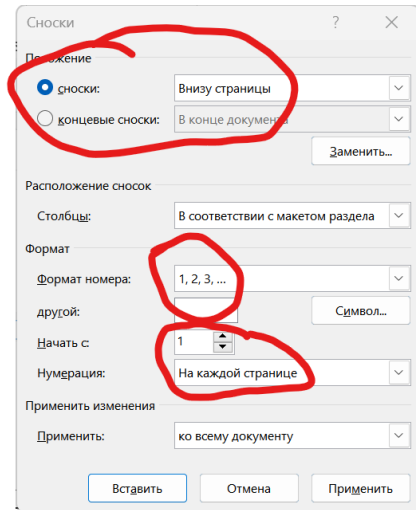 Сноски ?
Положение
сноски: Внизу страницы
концевые сноски: В конце документа
Заменить...
Расположение сносок
Столбцы: В соответствии с макетом раздела
Формат
Формат номера: 1, 2, 3, ...
другой: Символ...
Начать с: 1
Нумерация: На каждой странице
Применить изменения
Применить: ко всему документу
Вставить Отмена Применить